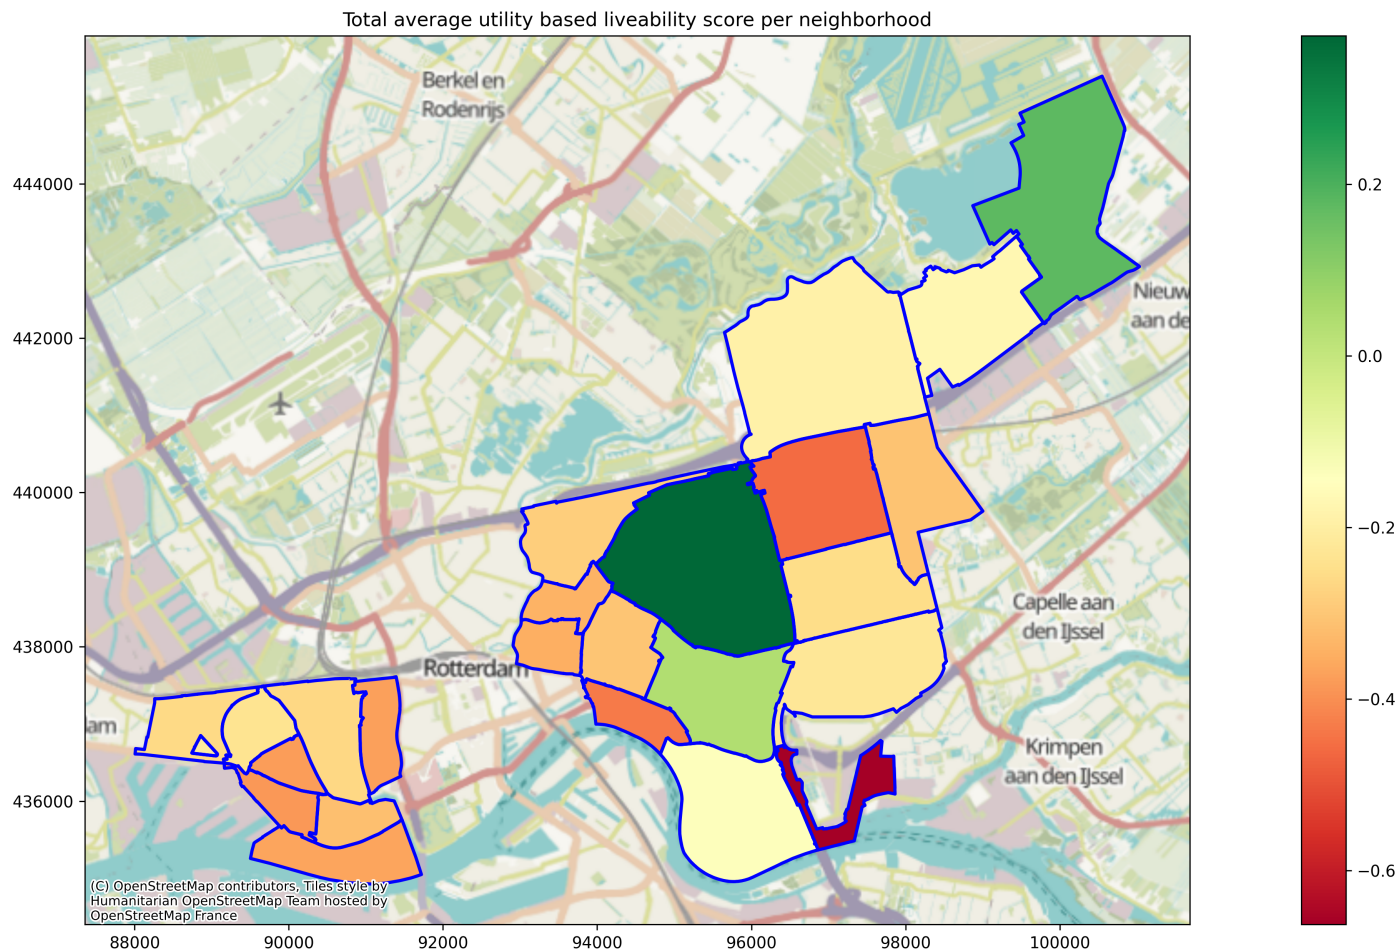 Total average utility based liveability score per neighborhood
Berkel en
Rodenrijs
444000
442000
440000
438000
436000
Nieuw
aan de
Capelle aan
den IJssel
Rotterdam
dam
Krimpen
aan den IJssel
(C) OpenStreetMap contributors, Tiles style by
Humanitarian OpenStreetMap Team hosted by
OpenStreetMap France
88000 90000 92000 94000 96000 98000 100000
0.2
0.0
−0.2
−0.4
−0.6